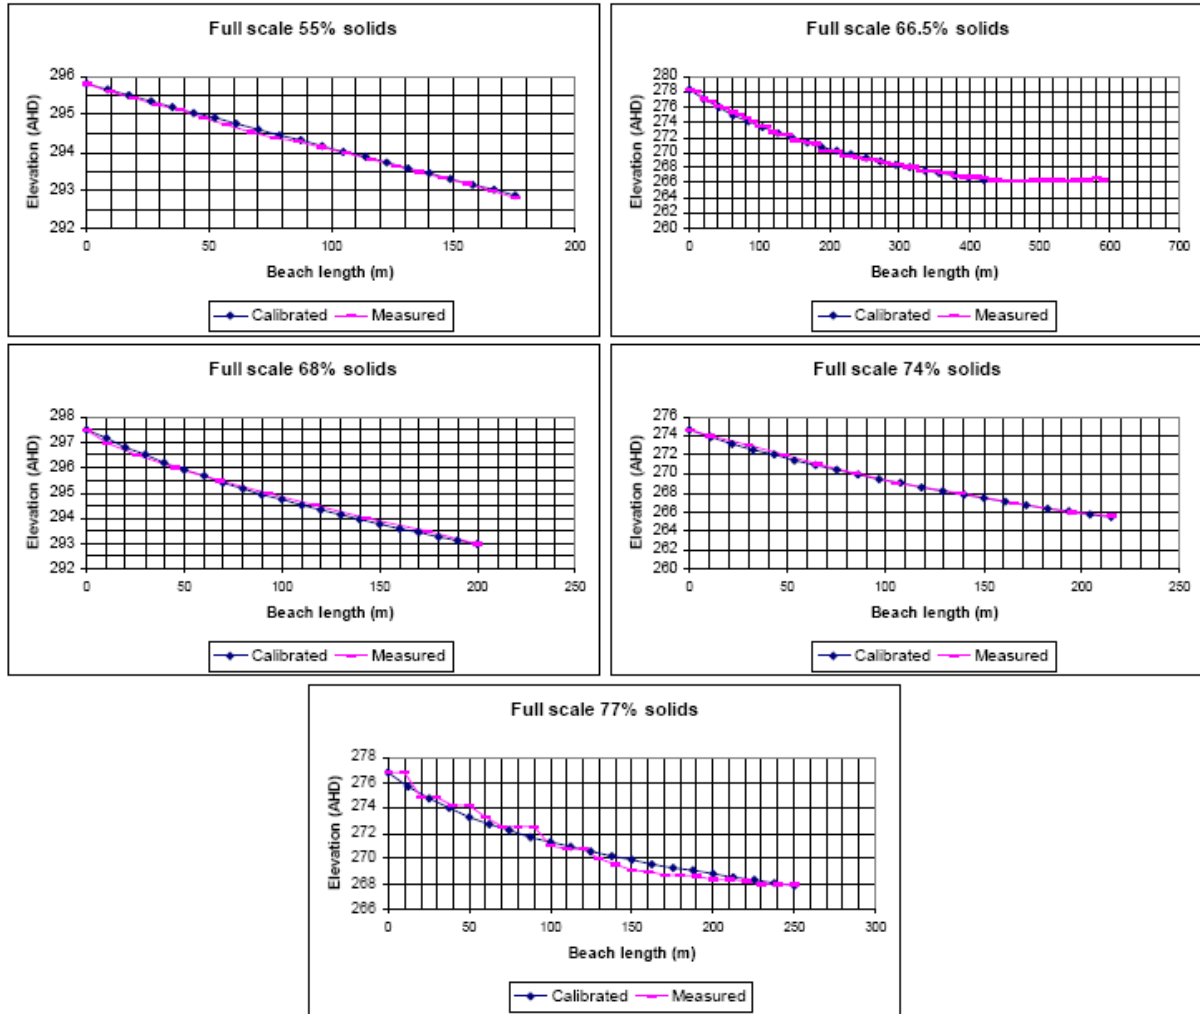 Full scale 55% solids
Elevation (AHD)
296
295
294
293
292
0 50 100 150 200
Beach length (m)
Calibrated Measured
Full scale 66.5% solids
Elevation (AHD)
280
278
276
274
272
270
268
266
264
262
260
0 100 200 300 400 500 600 700
Beach length (m)
Calibrated Measured
Full scale 68% solids
Elevation (AHD)
298
297
296
295
294
293
292
0 50 100 150 200 250
Beach length (m)
Calibrated Measured
Full scale 74% solids
Elevation (AHD)
276
274
272
270
268
266
264
262
260
0 50 100 150 200 250
Beach length (m)
Calibrated Measured
Full scale 77% solids
Elevation (AHD)
278
276
274
272
270
268
266
0 50 100 150 200 250 300
Beach length (m)
Calibrated Measured